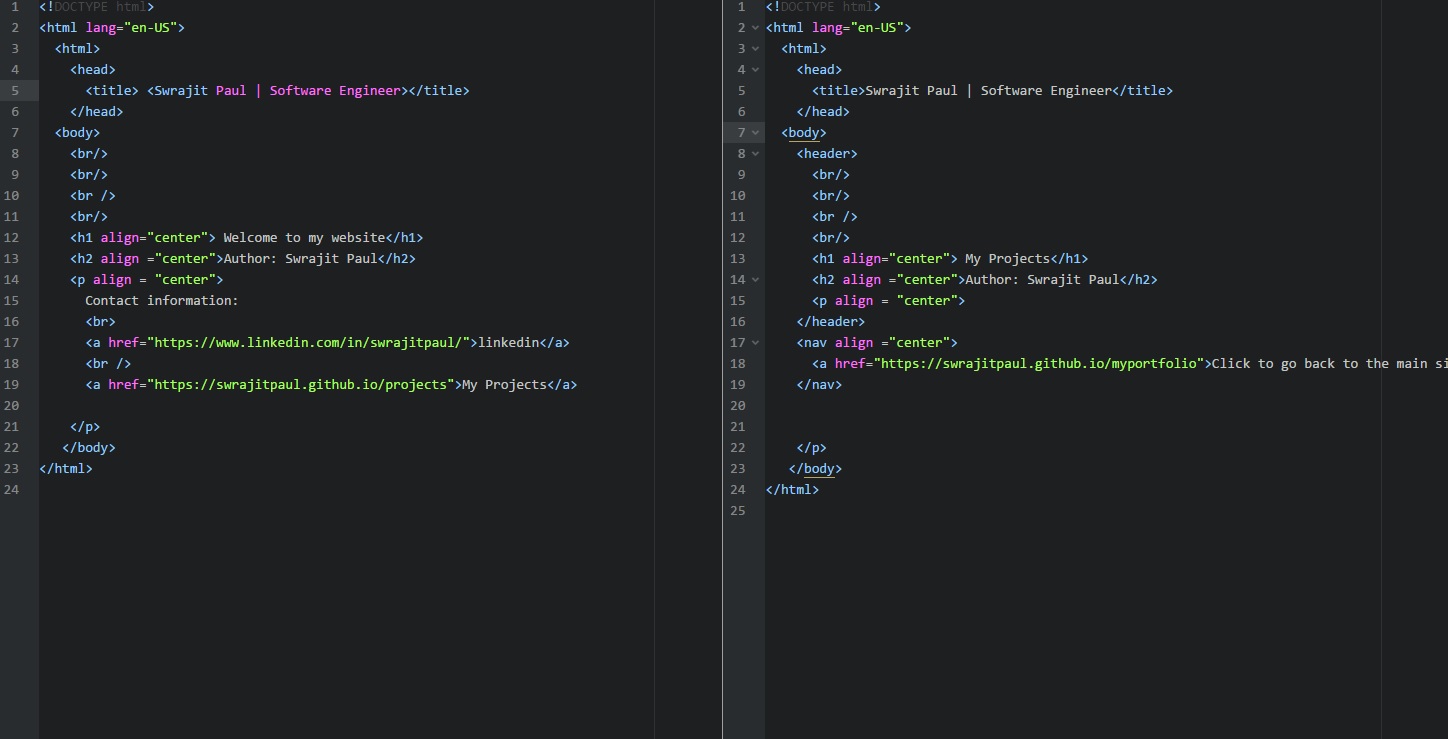 1 <!DOCTYPE html>
2 <html lang="en-US">
3   <html>
4     <head>
5       <title> <Swrajit Paul | Software Engineer></title>
6     </head>
7   <body>
8     <br/>
9     <br/>
10     <br />
11     <br/>
12     <h1 align="center"> Welcome to my website</h1>
13     <h2 align ="center">Author: Swrajit Paul</h2>
14     <p align = "center">
15       Contact information:
16       <br>
17       <a href="https://www.linkedin.com/in/swrajitpaul/">linkedin</a>
18       <br />
19       <a href="https://swrajitpaul.github.io/projects">My Projects</a>
20
21     </p>
22    </body>
23 </html>
24
1 <!DOCTYPE html>
2 <html lang="en-US">
3   <html>
4     <head>
5       <title>Swrajit Paul | Software Engineer</title>
6     </head>
7   <body>
8     <header>
9       <br/>
10       <br/>
11       <br />
12       <br/>
13       <h1 align="center"> My Projects</h1>
14       <h2 align ="center">Author: Swrajit Paul</h2>
15       <p align = "center">
16     </header>
17     <nav align ="center">
18       <a href="https://swrajitpaul.github.io/myportfolio">Click to go back to the main si
19     </nav>
20
21
22     </p>
23    </body>
24 </html>
25